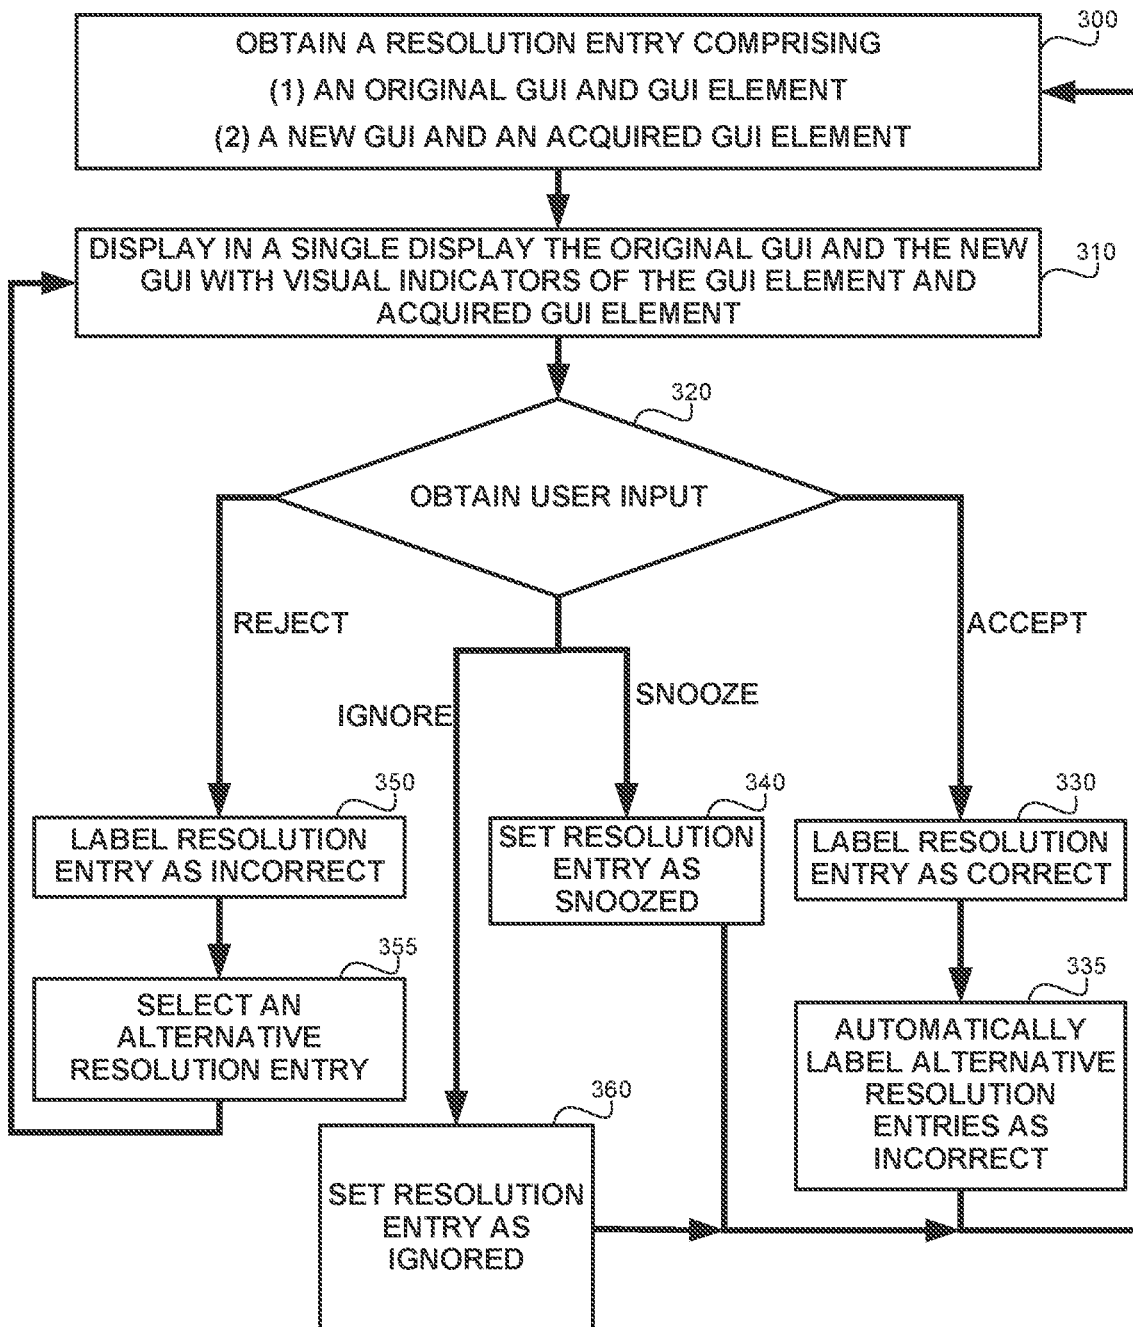 300
OBTAIN A RESOLUTION ENTRY COMPRISING
(1) AN ORIGINAL GUI AND GUI ELEMENT
(2) A NEW GUI AND AN ACQUIRED GUI ELEMENT
310
DISPLAY IN A SINGLE DISPLAY THE ORIGINAL GUI AND THE NEW
GUI WITH VISUAL INDICATORS OF THE GUI ELEMENT AND
ACQUIRED GUI ELEMENT
320
OBTAIN USER INPUT
REJECT
IGNORE
SNOOZE
ACCEPT
350
LABEL RESOLUTION
ENTRY AS INCORRECT
355
SELECT AN
ALTERNATIVE
RESOLUTION ENTRY
360
SET RESOLUTION
ENTRY AS
IGNORED
340
SET RESOLUTION
ENTRY AS
SNOOZED
330
LABEL RESOLUTION
ENTRY AS CORRECT
335
AUTOMATICALLY
LABEL ALTERNATIVE
RESOLUTION
ENTRIES AS
INCORRECT